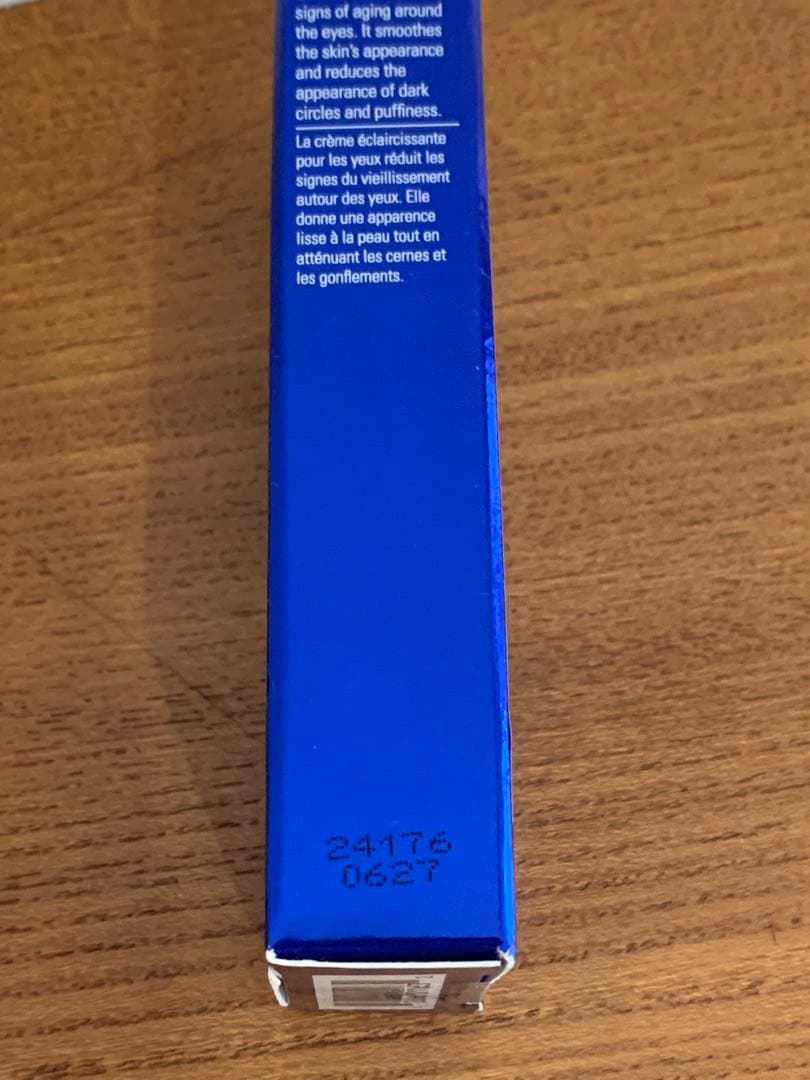 signs of aging around
the eyes. It smoothes
the skin's appearance
and reduces the
appearance of dark
circles and puffiness.
La crème éclaircissante
pour les yeux réduit les
signes du vieillissement
autour des yeux. Elle
donne une apparence
lisse à la peau tout en
atténuant les cernes et
les gonflements.
24176
0627